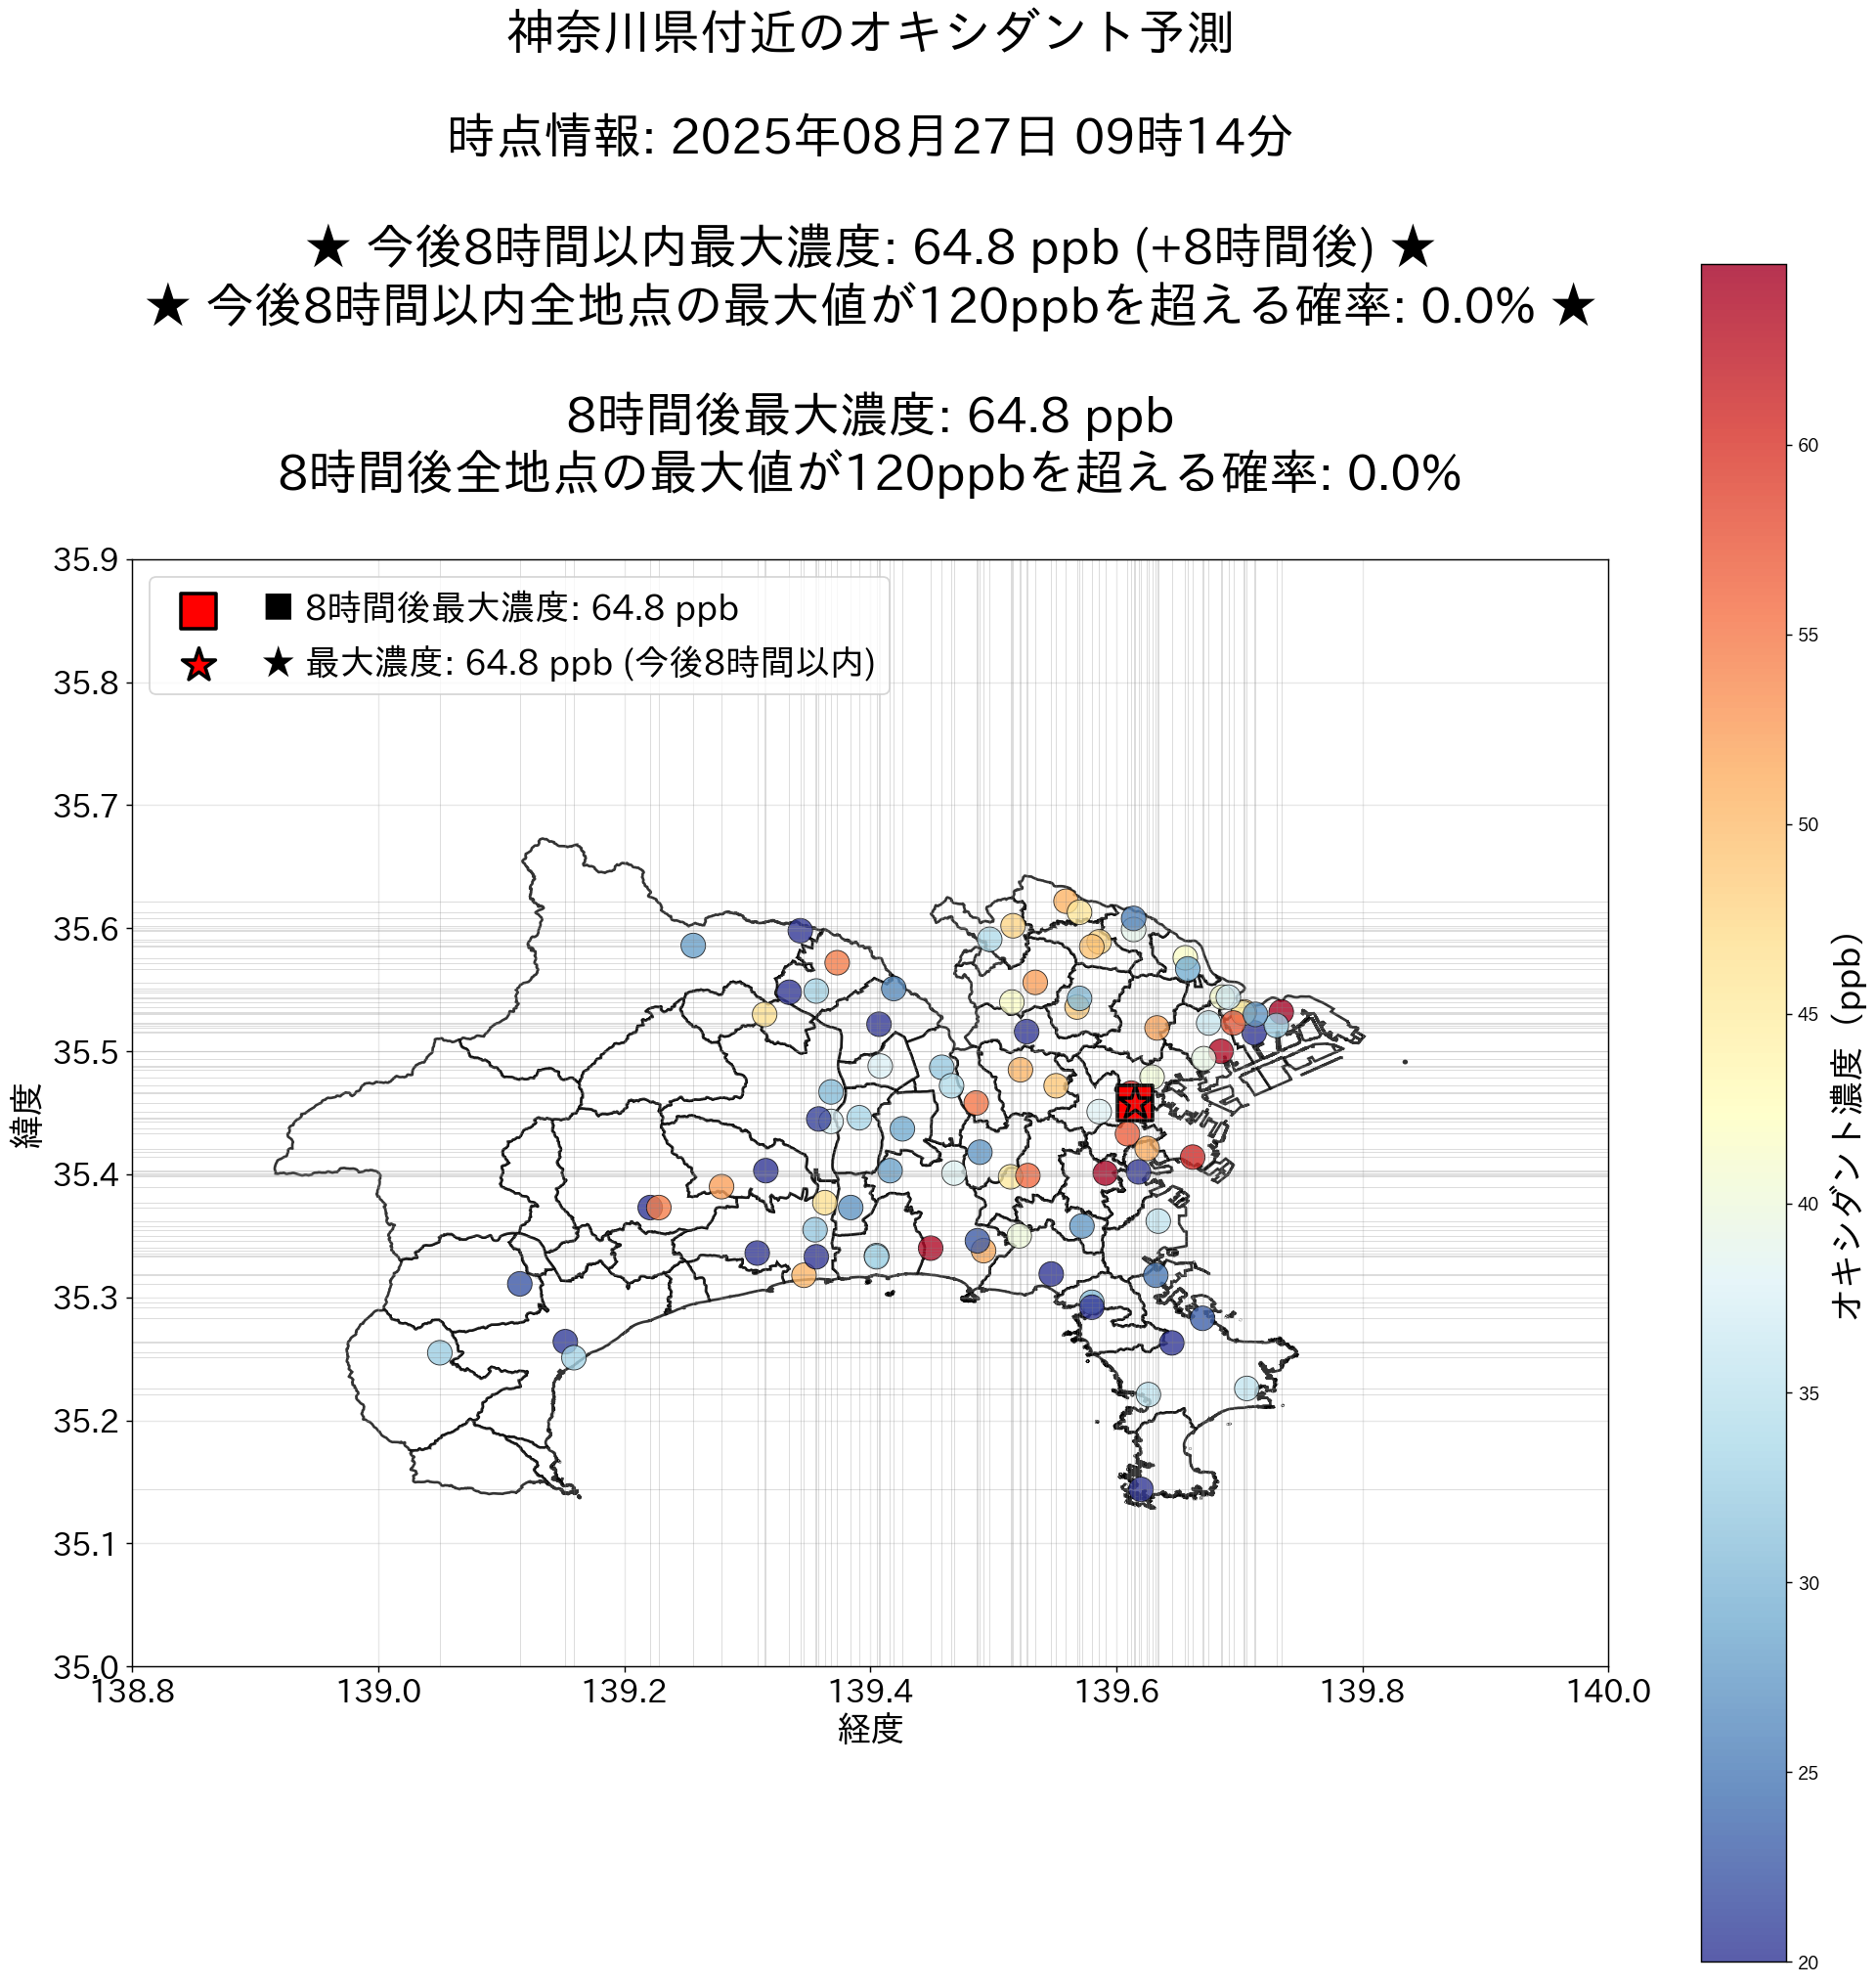 神奈川県付近のオキシダント予測
時点情報: 2025年08月27日 09時14分
★ 今後8時間以内最大濃度: 64.8 ppb (+8時間後) ★
★ 今後8時間以内全地点の最大値が120ppbを超える確率: 0.0% ★
8時間後最大濃度: 64.8 ppb
8時間後全地点の最大値が120ppbを超える確率: 0.0%
■ 8時間後最大濃度: 64.8 ppb
★ 最大濃度: 64.8 ppb (今後8時間以内)
35.9
35.8
35.7
35.6
35.5
35.4
35.3
35.2
35.1
35.0
緯度
138.8
139.0
139.2
139.4
139.6
139.8
140.0
経度
60
55
50
45
40
35
30
25
20
オキシダント濃度 (ppb)